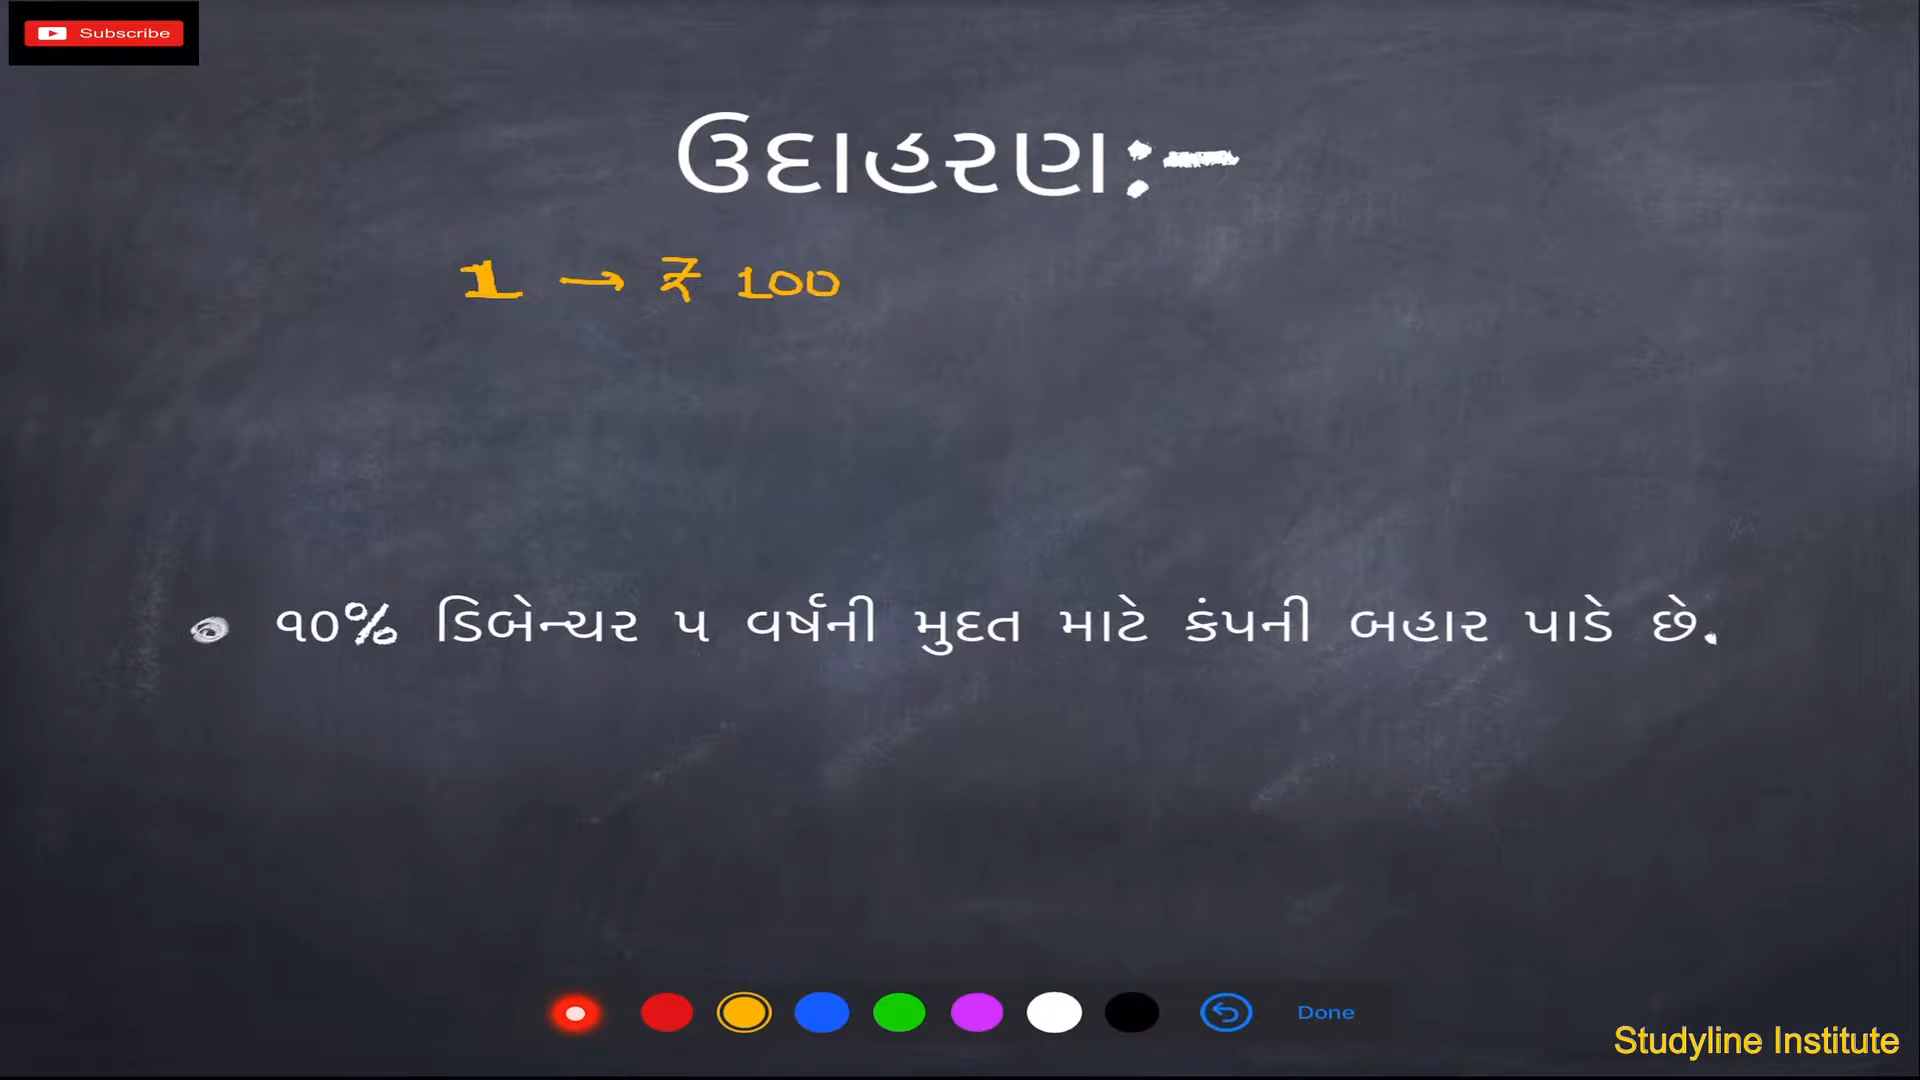 Subscribe
ઉદાહરણ:-
1 → ₹ 100
૧૦% ડિબેન્ચર ૫ વર્ષની મુદત માટે કંપની બહાર પાડે છે.
Done
Studyline Institute